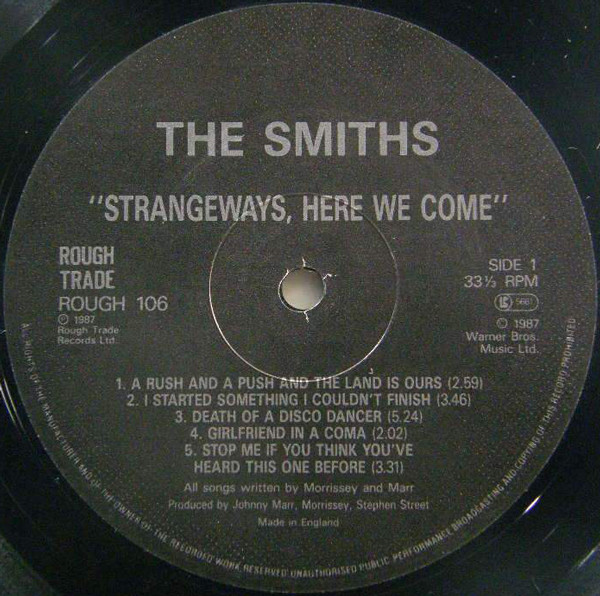 THE SMITHS
"STRANGEWAYS, HERE WE COME"
ROUGH
TRADE
ROUGH 106
Ⓟ 1987
Rough Trade
Records Ltd.
SIDE 1
33⅓ RPM
LC 5661
© 1987
Warner Bros.
Music Ltd.
1. A RUSH AND A PUSH AND THE LAND IS OURS (2.59)
2. I STARTED SOMETHING I COULDN'T FINISH (3.46)
3. DEATH OF A DISCO DANCER (5.24)
4. GIRLFRIEND IN A COMA (2.02)
5. STOP ME IF YOU THINK YOU'VE
HEARD THIS ONE BEFORE (3.31)
All songs written by Morrissey and Marr
Produced by Johnny Marr, Morrissey, Stephen Street
Made in England
ALL RIGHTS OF THE MANUFACTURER AND OF THE OWNER OF THE RECORDED WORK RESERVED UNAUTHORISED PUBLIC PERFORMANCE BROADCASTING AND COPYING OF THIS RECORD PROHIBITED